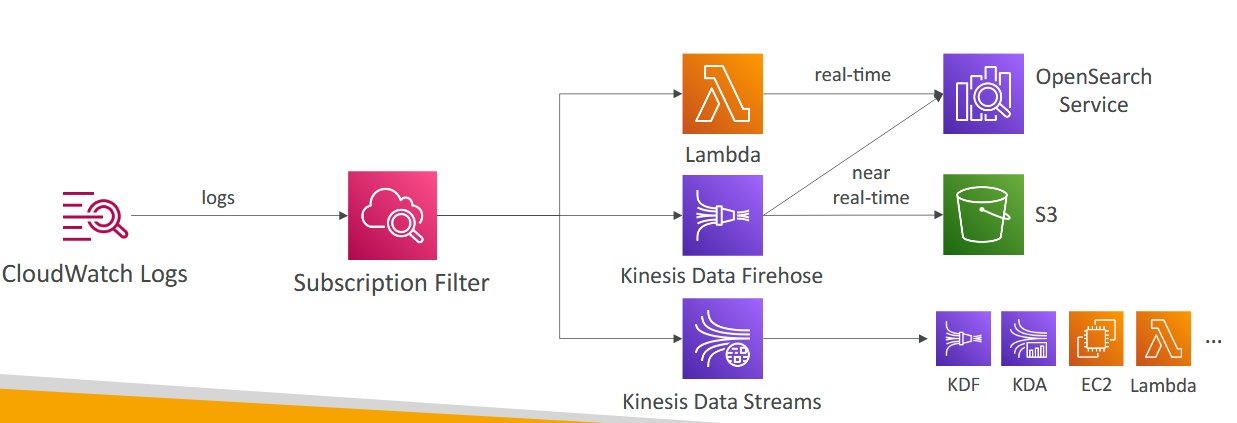 real-time
OpenSearch
Service
Lambda
near
real-time
logs
S3
CloudWatch Logs
Subscription Filter
Kinesis Data Firehose
KDF
KDA
EC2
Lambda
...
Kinesis Data Streams